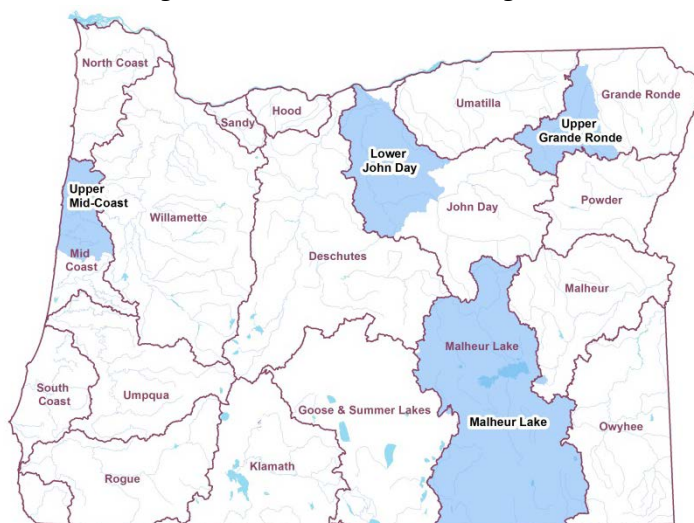 North Coast
Sandy
Hood
Umatilla
Grande Ronde
Upper
Grande Ronde
Lower
John Day
Upper
Mid-Coast
Willamette
John Day
Powder
Mid
Coast
Deschutes
Malheur
Malheur Lake
South
Coast
Umpqua
Goose & Summer Lakes
Malheur Lake
Owyhee
Rogue
Klamath